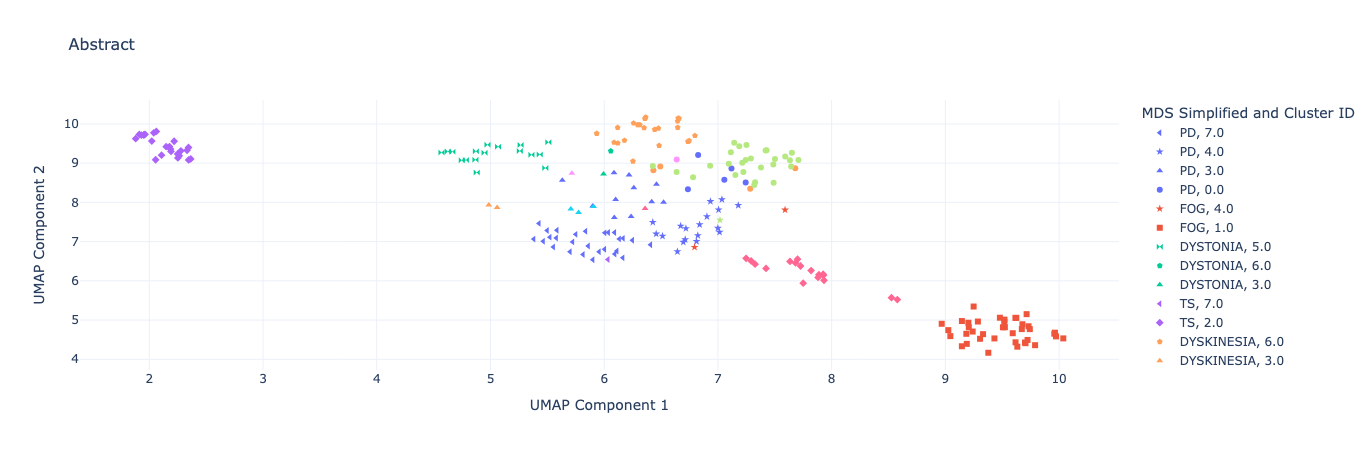 Abstract
MDS Simplified and Cluster ID
PD, 7.0
PD, 4.0
PD, 3.0
PD, 0.0
FOG, 4.0
FOG, 1.0
DYSTONIA, 5.0
DYSTONIA, 6.0
DYSTONIA, 3.0
TS, 7.0
TS, 2.0
DYSKINESIA, 6.0
DYSKINESIA, 3.0
UMAP Component 2
10
9
8
7
6
5
4
2
3
4
5
6
7
8
9
10
UMAP Component 1